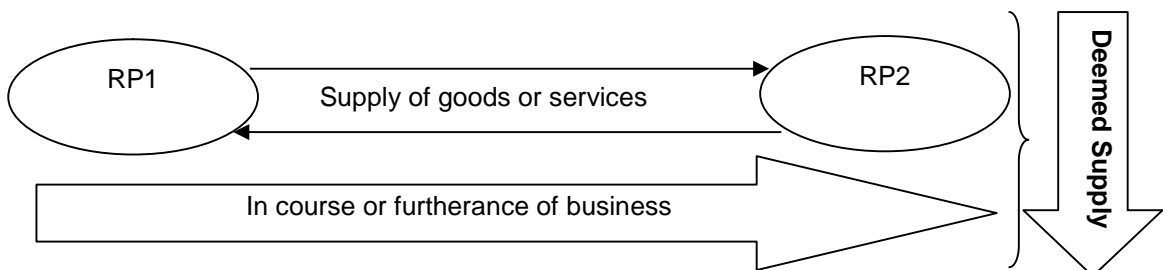 RP1
RP2
Supply of goods or services
In course or furtherance of business
Deemed Supply